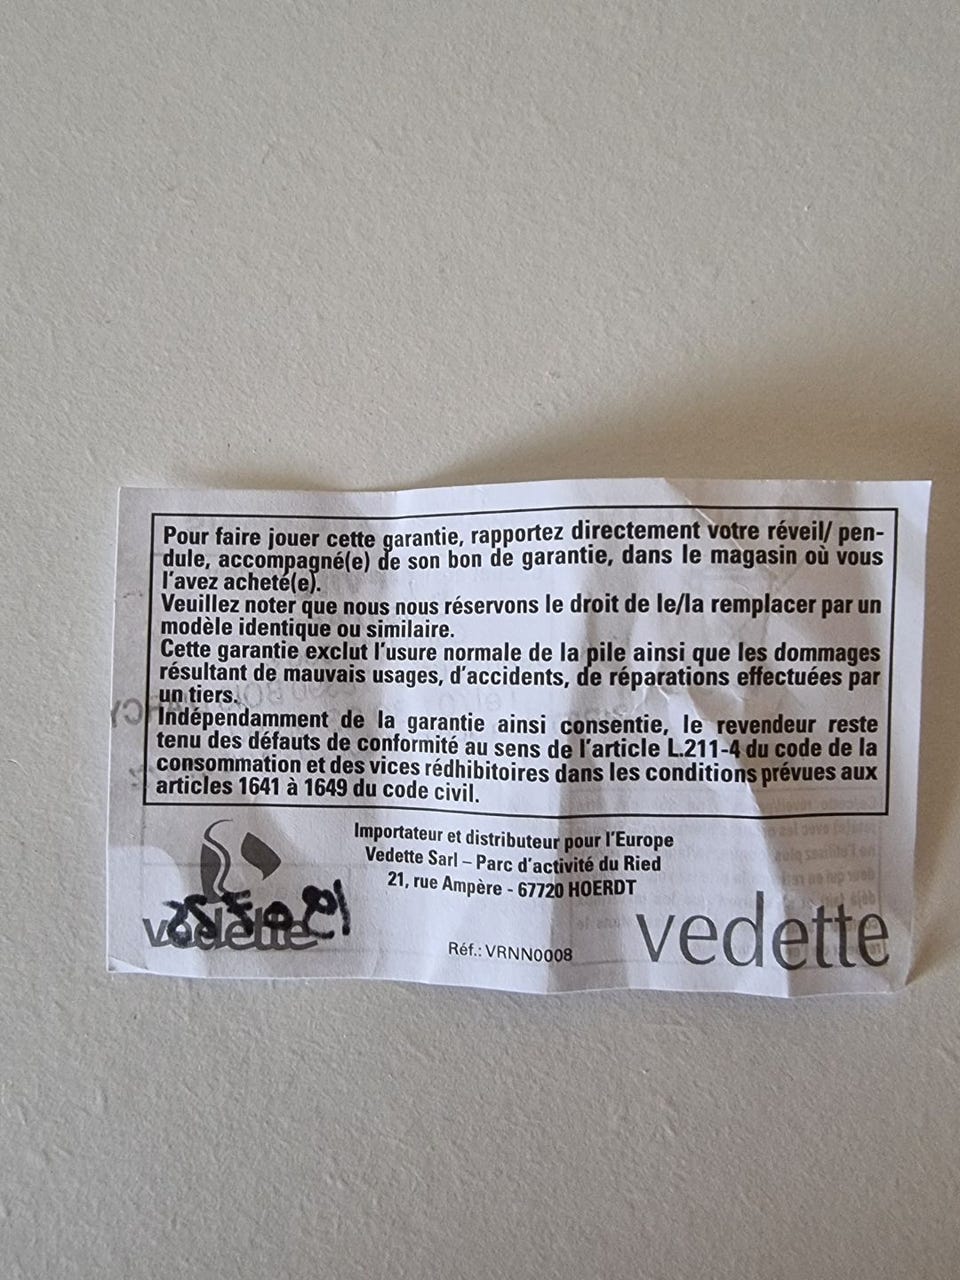 Pour faire jouer cette garantie, rapportez directement votre réveil/ pen-
dule, accompagné(e) de son bon de garantie, dans le magasin où vous
l'avez acheté(e).
Veuillez noter que nous nous réservons le droit de le/la remplacer par un
modèle identique ou similaire.
Cette garantie exclut l'usure normale de la pile ainsi que les dommages
résultant de mauvais usages, d'accidents, de réparations effectuées par
un tiers.
Indépendamment de la garantie ainsi consentie, le revendeur reste
tenu des défauts de conformité au sens de l'article L.211-4 du code de la
consommation et des vices rédhibitoires dans les conditions prévues aux
articles 1641 à 1649 du code civil.
Importateur et distributeur pour l'Europe
Vedette Sarl – Parc d'activité du Ried
21, rue Ampère - 67720 HOERDT
vedette
Réf.: VRNN0008
vedette